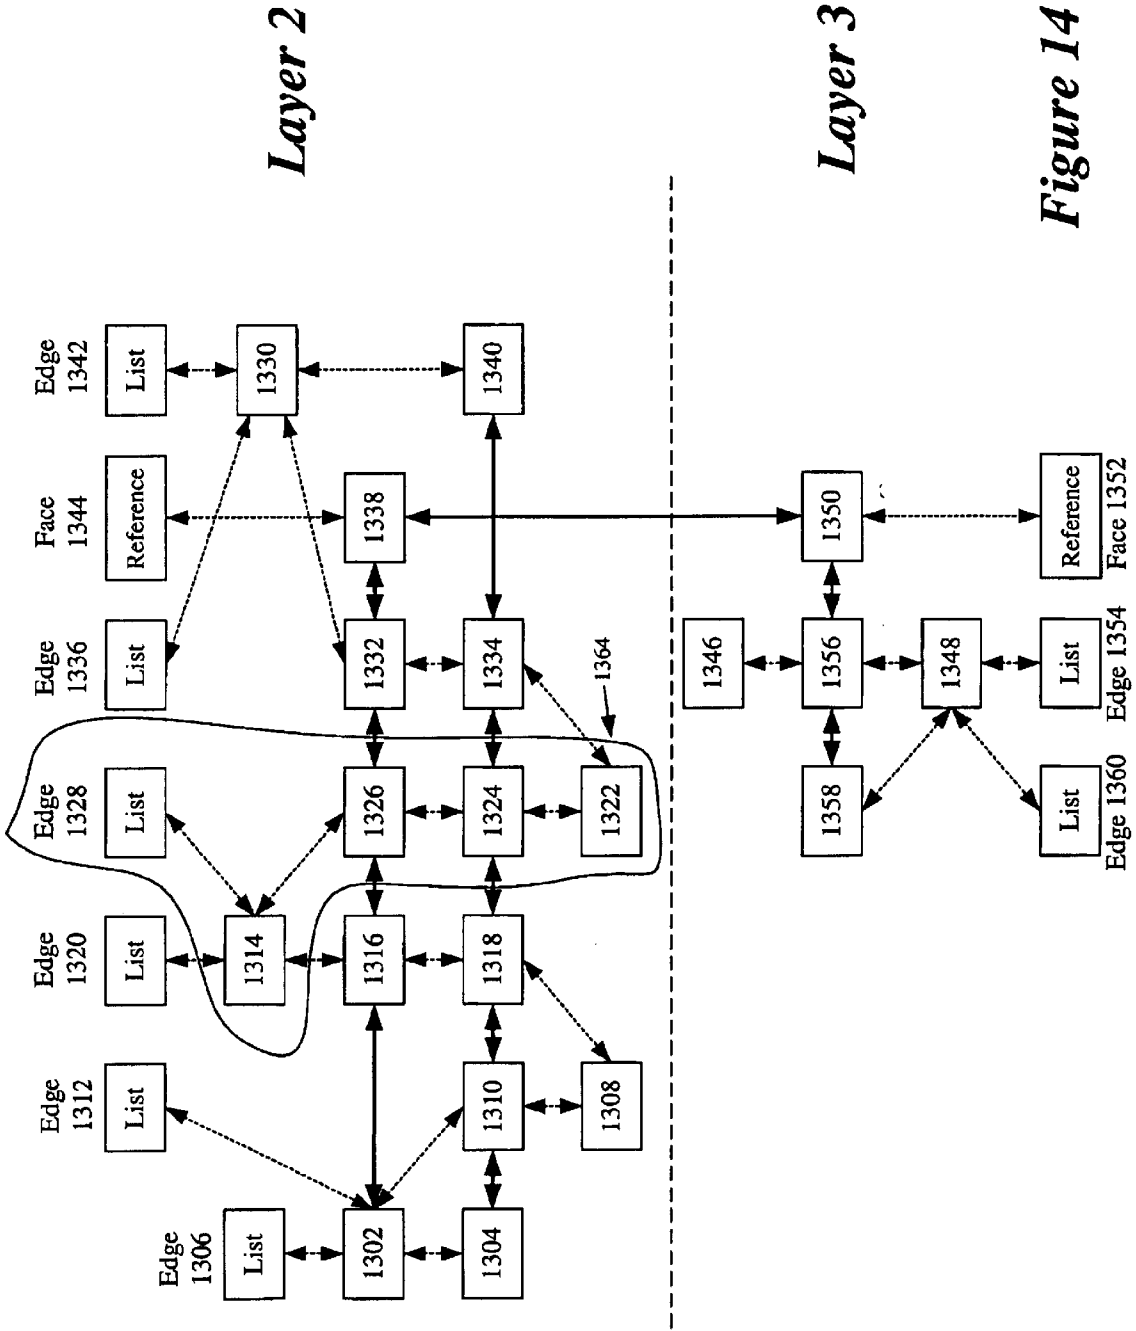 Layer 2
Edge
1306
List
1302
1304
Edge
1312
List
1310
1308
Edge
1320
List
1314
1316
1318
Edge
1328
List
1326
1324
1322
1364
Edge
1336
List
1332
1334
Face
1344
Reference
1338
Edge
1342
List
1330
1340
Layer 3
1358
List
Edge 1360
1346
1356
1348
List
Edge 1354
1350
Reference
Face 1352
Figure 14